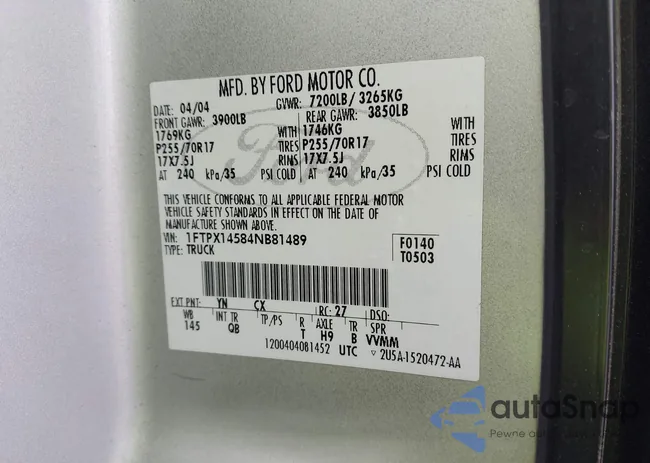 MFD. BY FORD MOTOR CO.
DATE: 04/04 GVWR: 7200LB/ 3265KG
FRONT GAWR: 3900LB REAR GAWR: 3850LB
1769KG WITH 1746KG WITH
P255/70R17 TIRES P255/70R17 TIRES
17X7.5J RIMS 17X7.5J RIMS
AT 240 kPa/35 PSI COLD AT 240 kPa/35 PSI COLD
Ford
THIS VEHICLE CONFORMS TO ALL APPLICABLE FEDERAL MOTOR
VEHICLE SAFETY STANDARDS IN EFFECT ON THE DATE OF
MANUFACTURE SHOWN ABOVE.
VIN: 1FTPX14584NB81489 F0140
TYPE: TRUCK T0503
EXT PNT: YN CX RC: 27 DSO:
WB INT TR TP/PS R AXLE TR SPR
145 QB T H9 B VVMM
1200404081452 UTC 2U5A-1520472-AA
autoSnap
Pewne auto